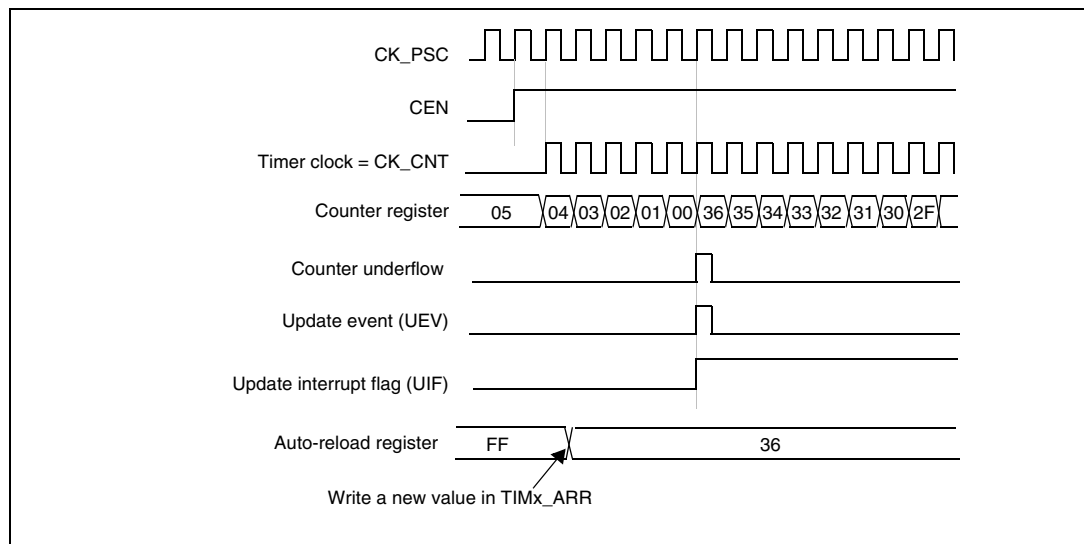 CK_PSC
CEN
Timer clock = CK_CNT
Counter register 05 04 03 02 01 00 36 35 34 33 32 31 30 2F
Counter underflow
Update event (UEV)
Update interrupt flag (UIF)
Auto-reload register FF 36
Write a new value in TIMx_ARR